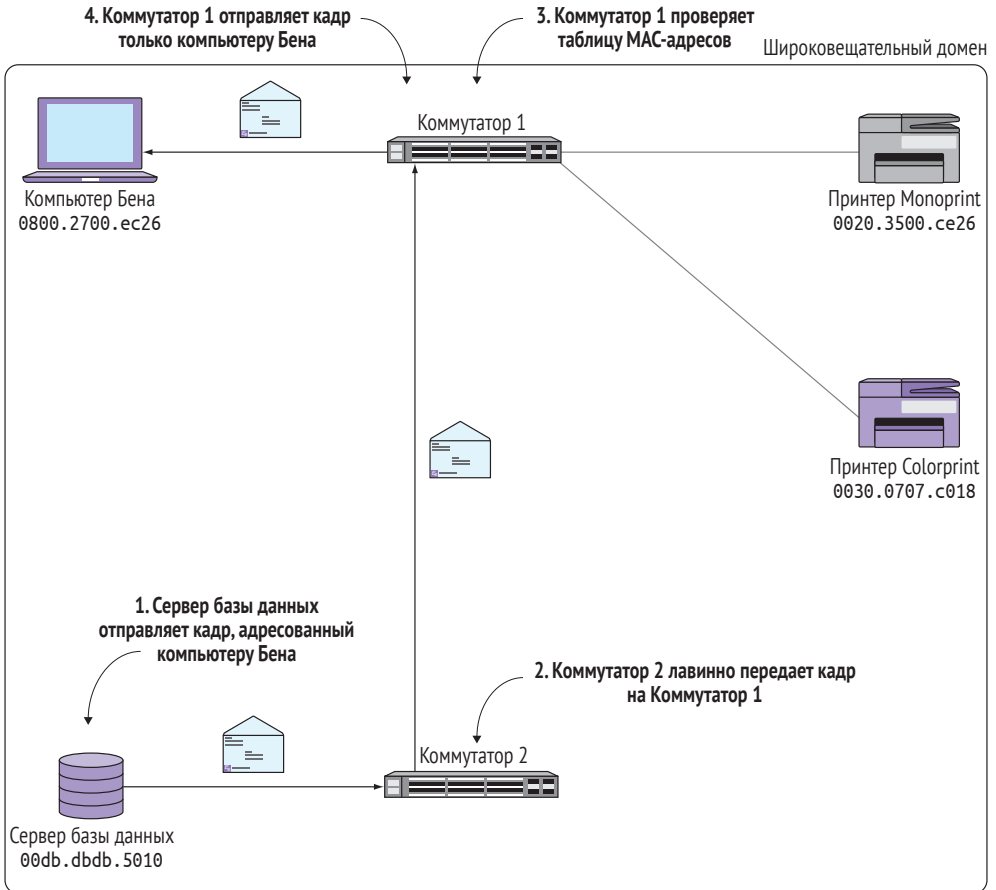 4. Коммутатор 1 отправляет кадр
только компьютеру Бена
3. Коммутатор 1 проверяет
таблицу MAC-адресов
Широковещательный домен
Коммутатор 1
Компьютер Бена
0800.2700.ec26
Принтер Monoprint
0020.3500.ce26
Принтер Colorprint
0030.0707.c018
1. Сервер базы данных
отправляет кадр, адресованный
компьютеру Бена
2. Коммутатор 2 лавинно передает кадр
на Коммутатор 1
Коммутатор 2
Сервер базы данных
00db.dbdb.5010